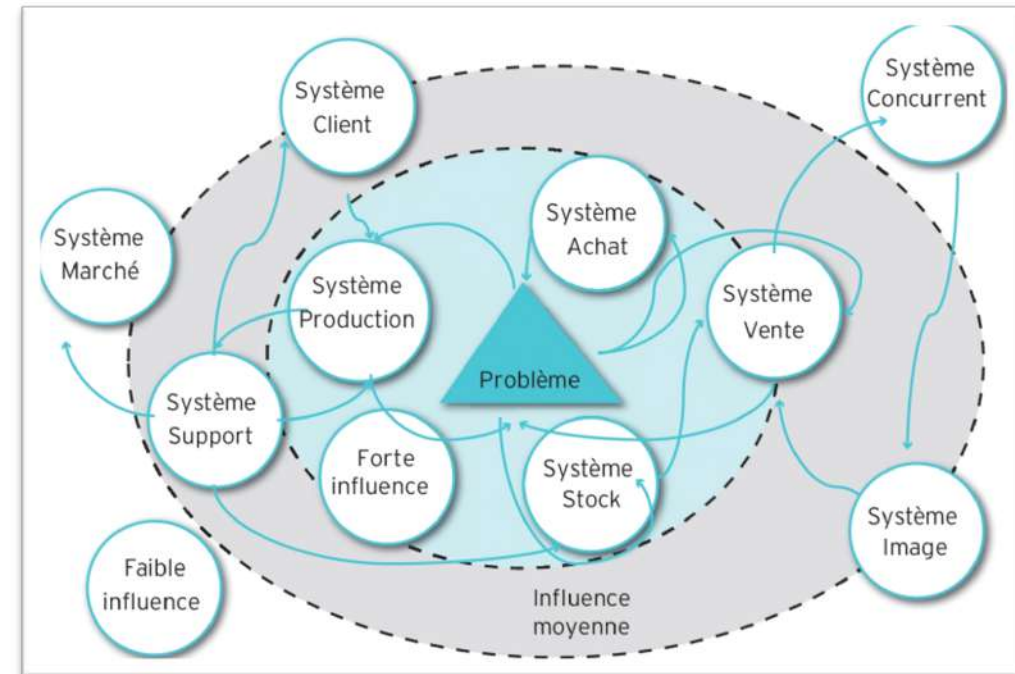 Système
Client
Système
Concurrent
Système
Marché
Système
Achat
Système
Production
Système
Vente
Problème
Système
Support
Forte
influence
Système
Stock
Système
Image
Faible
influence
Influence
moyenne